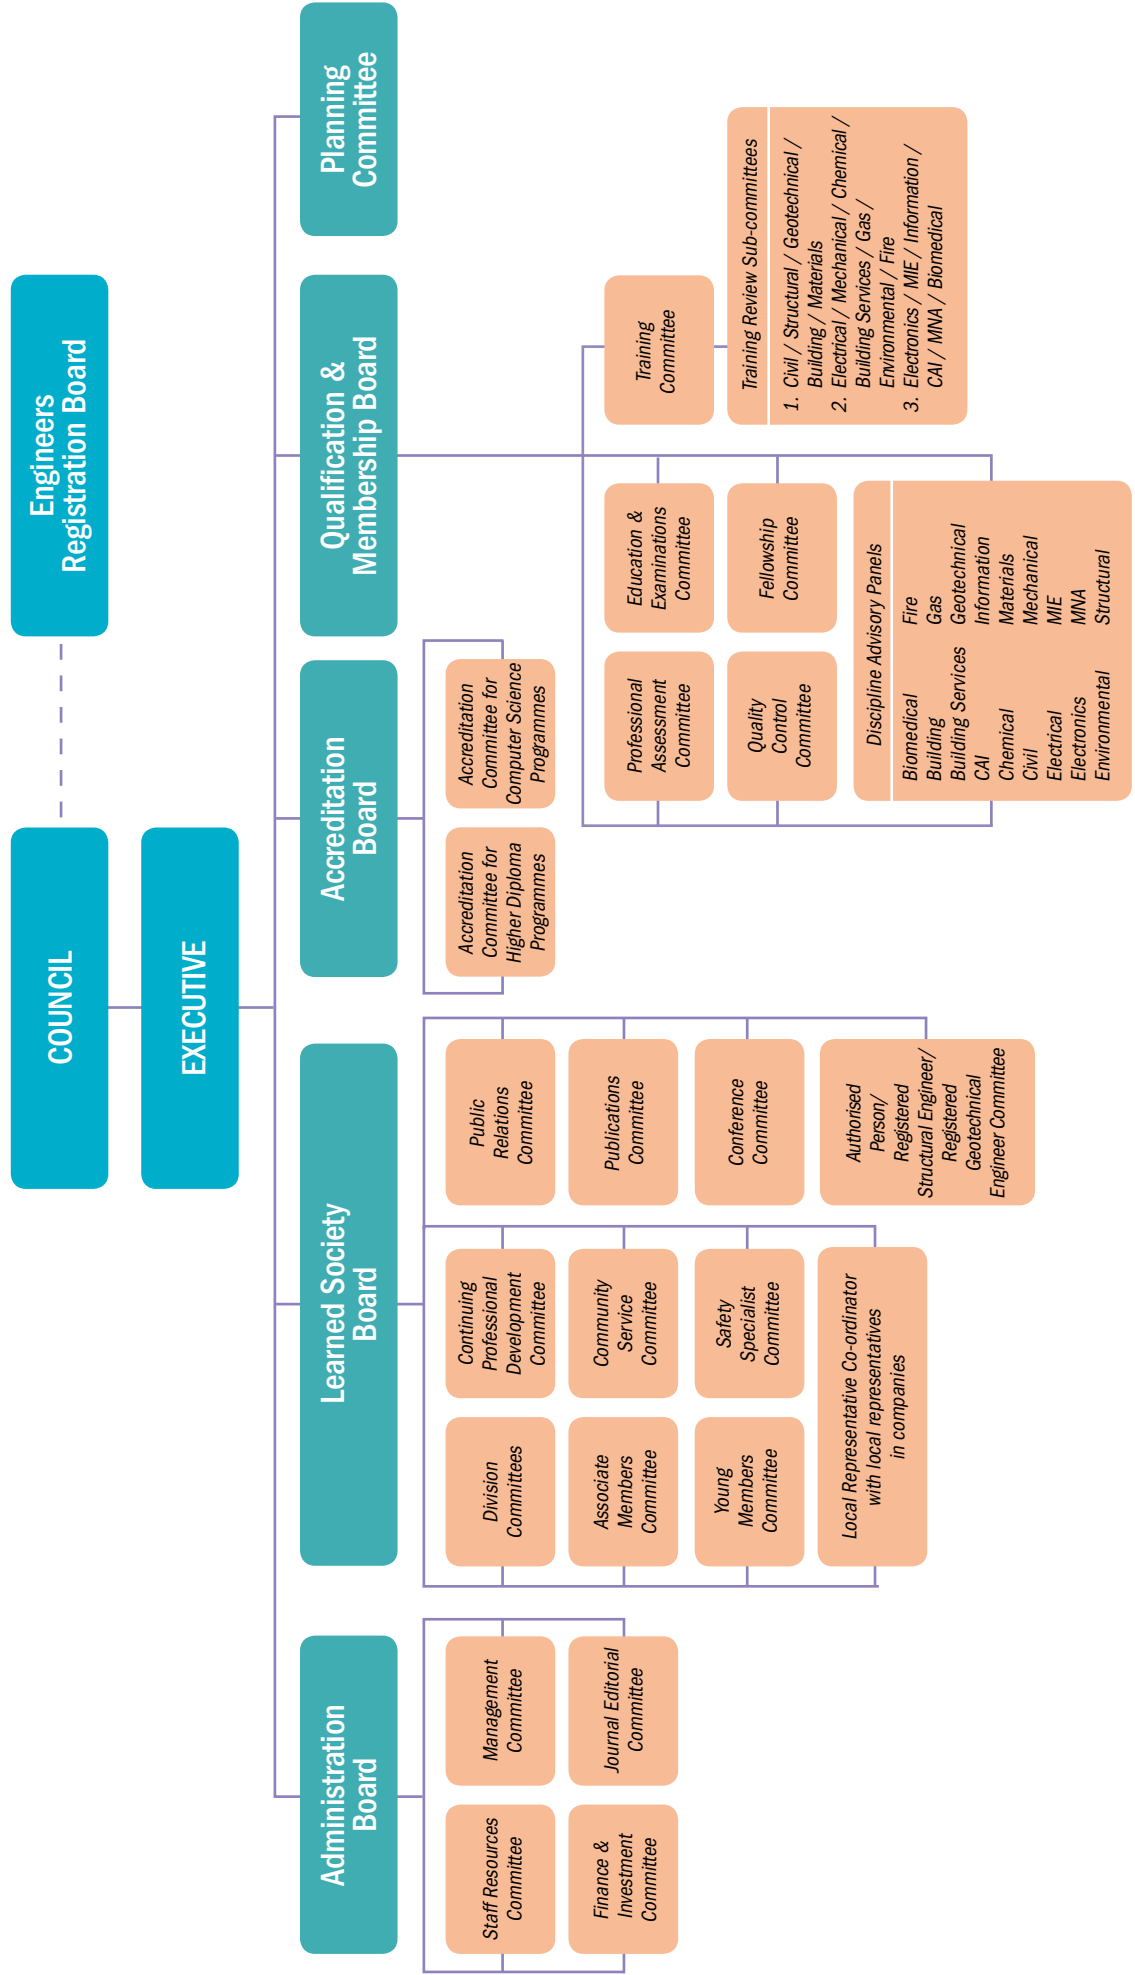 COUNCIL
Engineers
Registration Board
EXECUTIVE
Administration
Board
Learned Society
Board
Accreditation
Board
Qualification &
Membership Board
Planning
Committee
Staff Resources
Committee
Management
Committee
Finance &
Investment
Committee
Journal Editorial
Committee
Division
Committees
Continuing
Professional
Development
Committee
Public
Relations
Committee
Associate
Members
Committee
Community
Service
Committee
Publications
Committee
Young
Members
Committee
Safety
Specialist
Committee
Conference
Committee
Local Representative Co-ordinator
with local representatives
in companies
Authorised
Person/
Registered
Structural Engineer/
Registered
Geotechnical
Engineer Committee
Accreditation
Committee for
Higher Diploma
Programmes
Accreditation
Committee for
Computer Science
Programmes
Professional
Assessment
Committee
Education &
Examinations
Committee
Training
Committee
Quality
Control
Committee
Fellowship
Committee
Training Review Sub-committees
1. Civil / Structural / Geotechnical /
Building / Materials
2. Electrical / Mechanical / Chemical /
Building Services / Gas /
Environmental / Fire
3. Electronics / MIE / Information /
CAI / MNA / Biomedical
Discipline Advisory Panels
Biomedical Fire
Building Gas
Building Services Geotechnical
CAI Information
Chemical Materials
Civil Mechanical
Electrical MIE
Electronics MNA
Environmental Structural